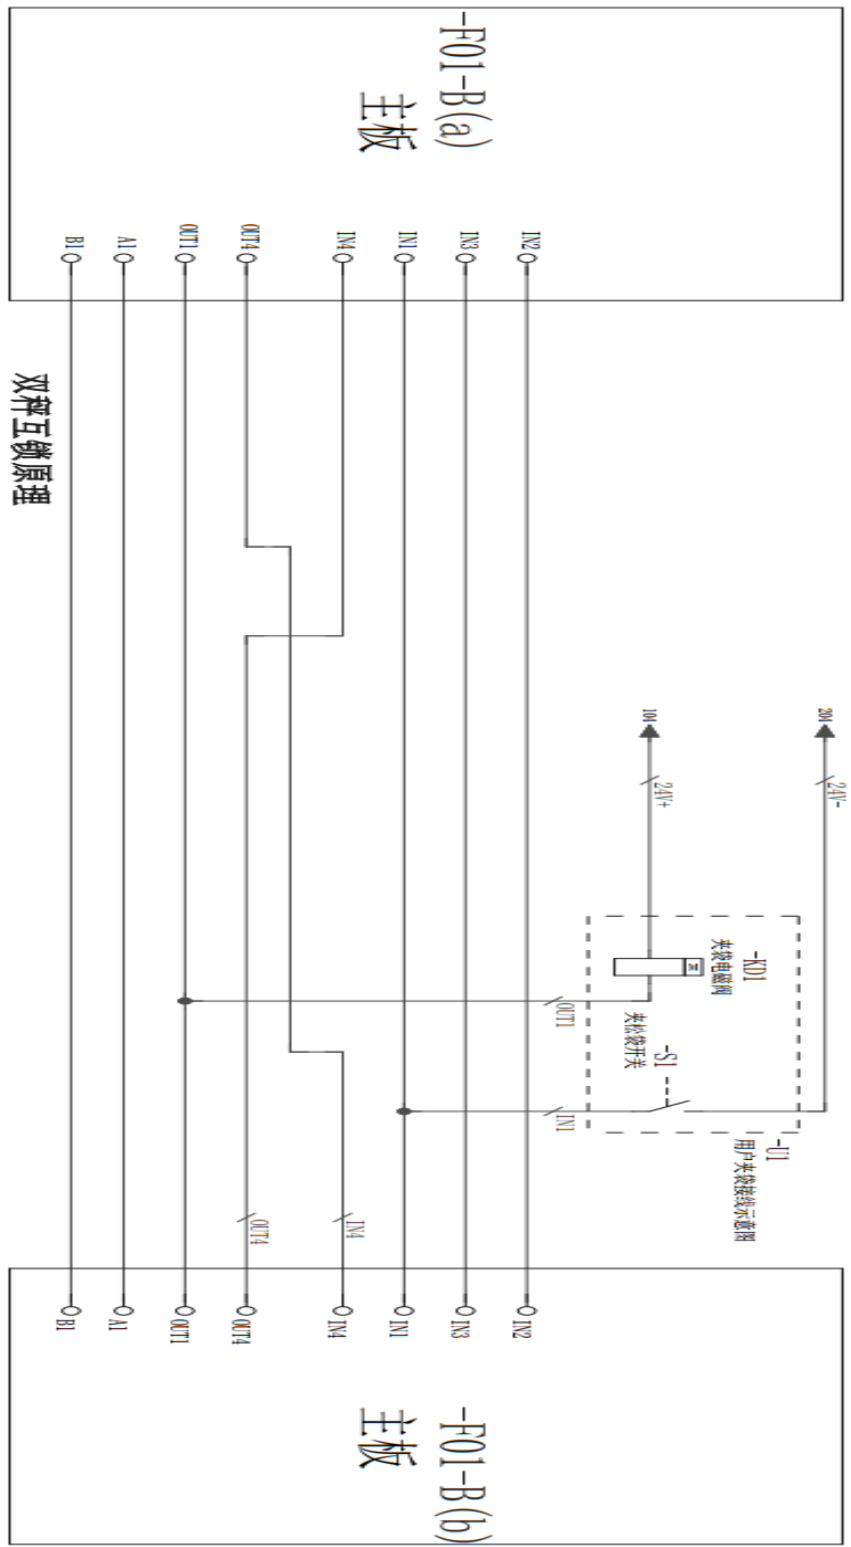 -F01-B(a)
主板
IN2
IN3
IN1
IN4
OUT4
OUT1
A1
B1
204
24V-
104
24V+
-KD1
夹袋电磁阀
OUT1
-S1
夹松袋开关
IN1
-U1
用户夹袋接线示意图
IN4
OUT4
IN2
IN3
IN1
IN4
OUT4
OUT1
A1
B1
-F01-B(b)
主板
双秤互锁原理